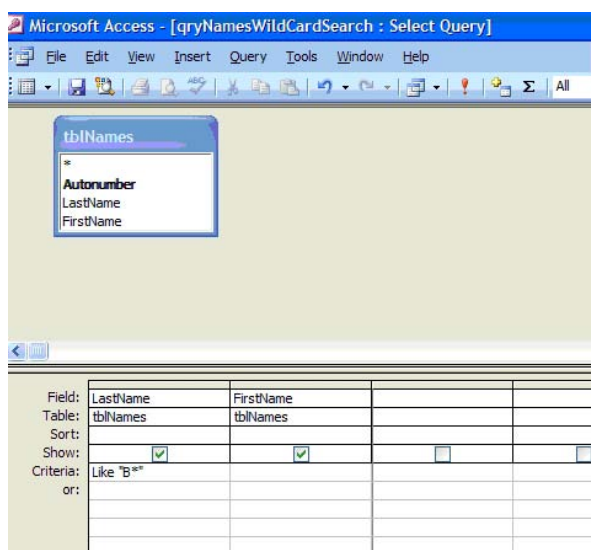 Microsoft Access - [qryNamesWildCardSearch : Select Query]
File Edit View Insert Query Tools Window Help
All
tblNames
*
Autonumber
LastName
FirstName
Field: LastName FirstName
Table: tblNames tblNames
Sort:
Show:
Criteria: Like "B*"
or: